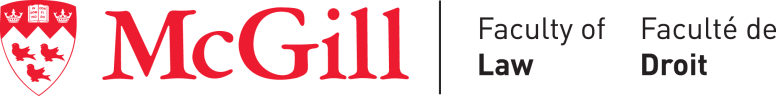 McGill
Faculty of
Law
Faculté de
Droit